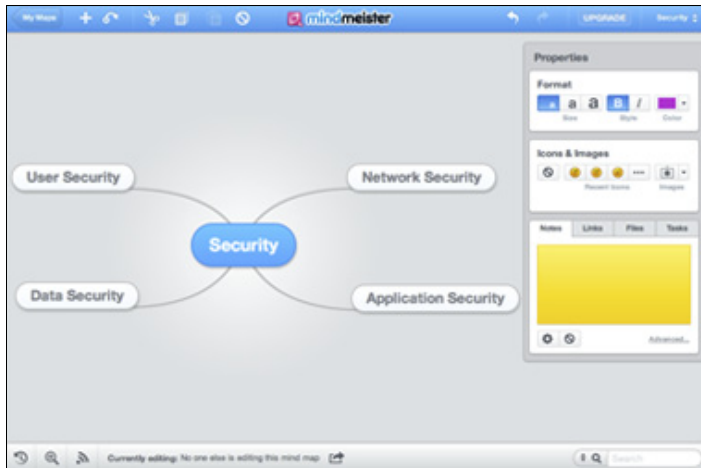 My Maps
mindmeister
UPGRADE
Security
Properties
Format
a a a B I
Size Style Color
Icons & Images
Recent Icons Images
User Security
Network Security
Security
Data Security
Application Security
Notes Links Files Tasks
Advanced...
Currently editing: No one else is editing this mind map
Search